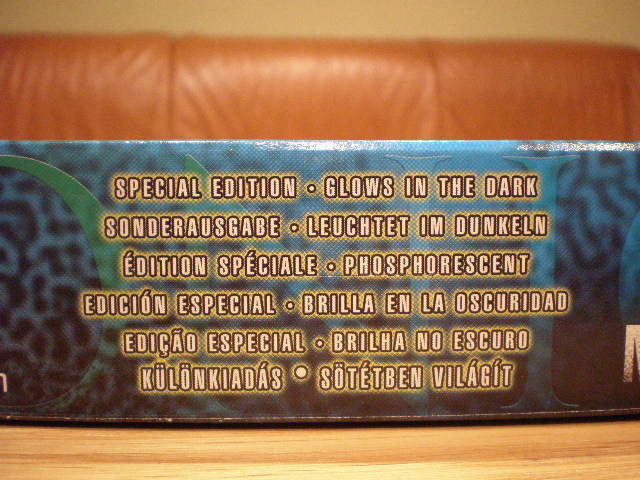 SPECIAL EDITION • GLOWS IN THE DARK
SONDERAUSGABE • LEUCHTET IM DUNKELN
ÉDITION SPÉCIALE • PHOSPHORESCENT
EDICIÓN ESPECIAL • BRILLA EN LA OSCURIDAD
EDIÇÃO ESPECIAL • BRILHA NO ESCURO
KÜLÖNKIADÁS • SÖTÉTBEN VILÁGÍT